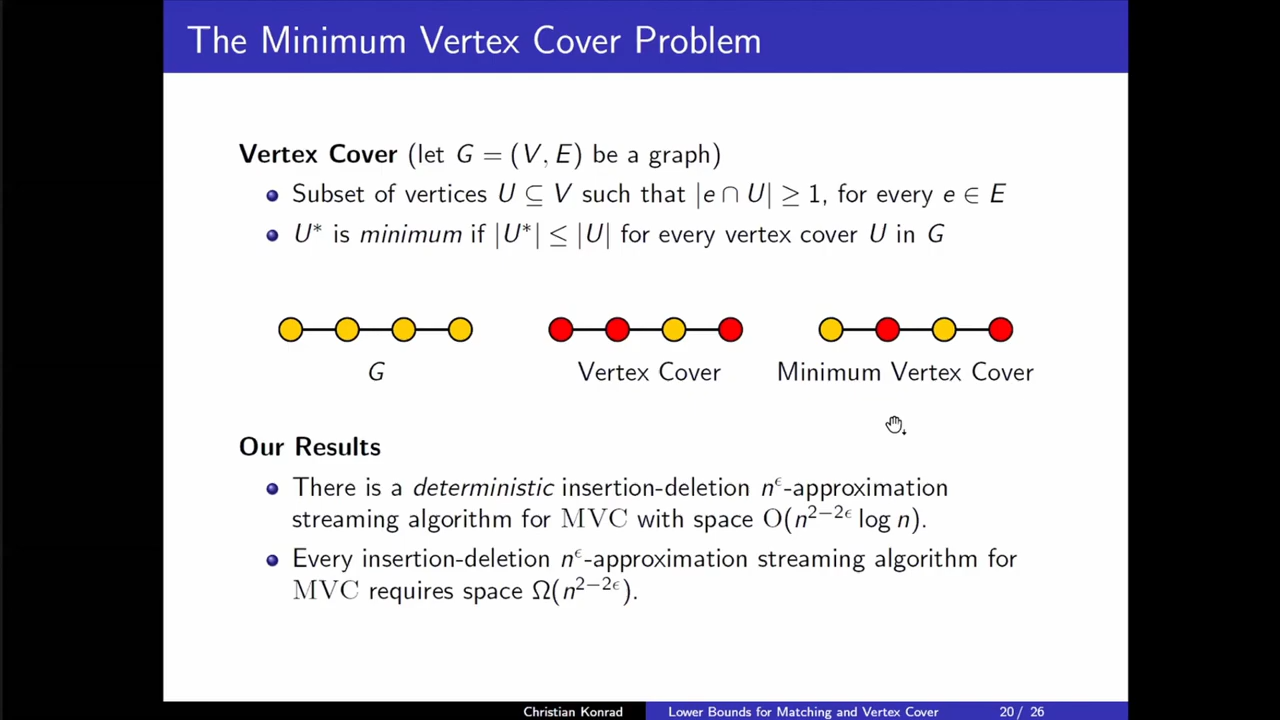 The Minimum Vertex Cover Problem
Vertex Cover (let G = (V, E) be a graph)
Subset of vertices U ⊆ V such that |e ∩ U| ≥ 1, for every e ∈ E
U* is minimum if |U*| ≤ |U| for every vertex cover U in G
G
Vertex Cover
Minimum Vertex Cover
Our Results
There is a deterministic insertion-deletion n^ϵ-approximation
streaming algorithm for MVC with space O(n^{2−2ϵ} log n).
Every insertion-deletion n^ϵ-approximation streaming algorithm for
MVC requires space Ω(n^{2−2ϵ}).
Christian Konrad
Lower Bounds for Matching and Vertex Cover
20 / 26